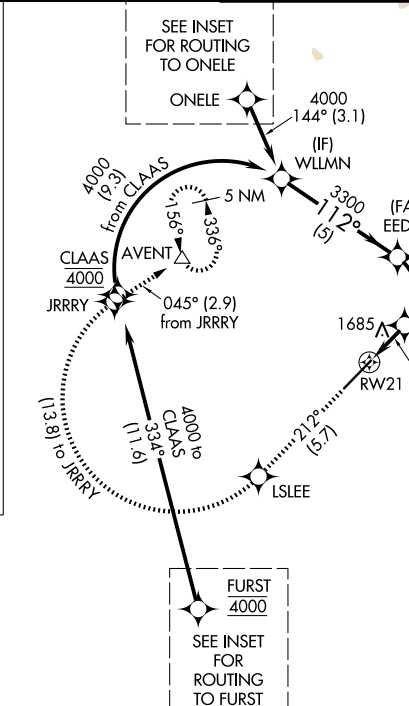 SEE INSET
FOR ROUTING
TO ONELE
ONELE
4000
144° (3.1)
(IF)
WLLMN
4000
(9.3)
from CLAAS
5 NM
156°
336°
3300
112°
(5)
(FA
EED
CLAAS
4000
AVENT
JRRRY
045° (2.9)
from JRRRY
1685
RW21
212°
(5.7)
LSLEE
(13.8) to JRRRY
4000 to
CLAAS
334°
(11.6)
FURST
4000
SEE INSET
FOR
ROUTING
TO FURST